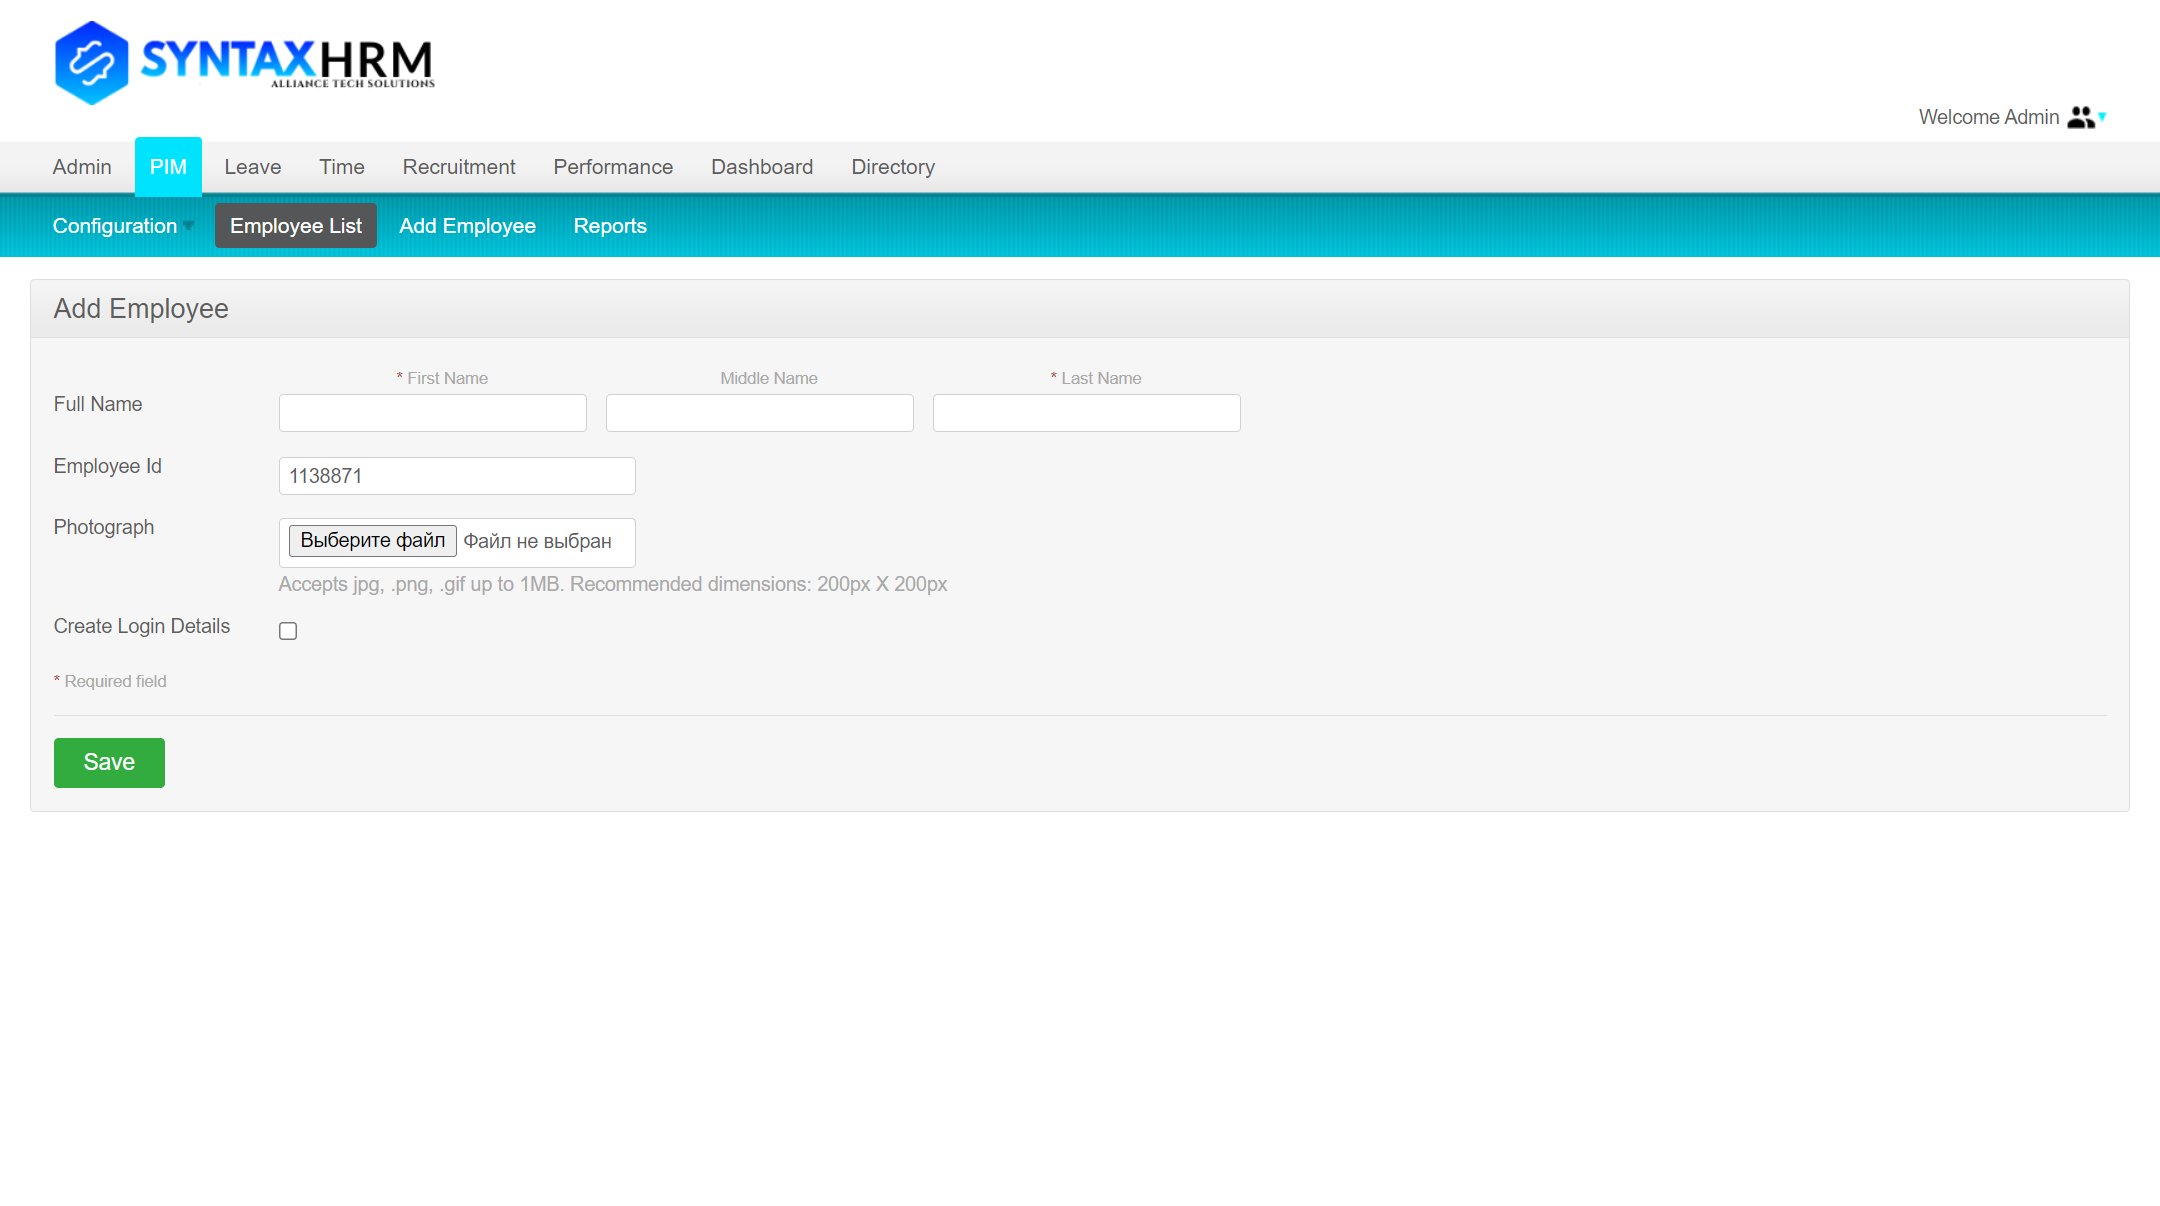 SYNTAXHRM
ALLIANCE TECH SOLUTIONS
Welcome Admin
Admin PIM Leave Time Recruitment Performance Dashboard Directory
Configuration Employee List Add Employee Reports
Add Employee
* First Name Middle Name * Last Name
Full Name
Employee Id 1138871
Photograph Выберите файл Файл не выбран
Accepts jpg, .png, .gif up to 1MB. Recommended dimensions: 200px X 200px
Create Login Details
* Required field
Save